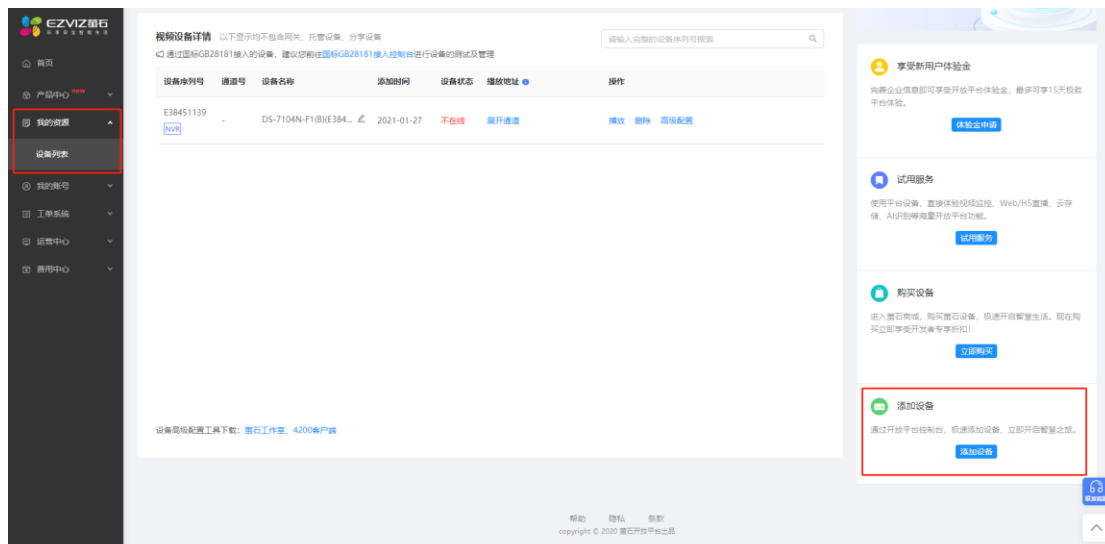 EZVIZ萤石
首页
产品中心 new
我的资源
设备列表
我的账号
工单系统
运营中心
费用中心
视频设备详情 以下显示均不包含网关、托管设备、分享设备
通过国标GB28181接入的设备，建议您前往国标GB28181接入控制台进行设备的测试及管理
请输入完整的设备序列号搜索
设备序列号 通道号 设备名称 添加时间 设备状态 播放地址 操作
E38451139 - DS-7104N-F1(B)(E384... 2021-01-27 不在线 展开通道 播放 删除 高级配置
NVR
设备高级配置工具下载：萤石工作室、4200客户端
享受新用户体验金
完善企业信息即可享受开放平台体验金，最多可享15天极致
平台体验。
体验金申请
试用服务
使用平台设备，直接体验视频监控、Web/H5直播、云存
储、AI识别等海量开放平台功能。
试用服务
购买设备
进入萤石商城，购买萤石设备，极速开启智慧生活。现在购
买立即享受开发者专享折扣！
立即购买
添加设备
通过开放平台控制台，极速添加设备，立即开启智慧之旅。
添加设备
帮助 隐私 条款
copyright © 2020 萤石开放平台出品